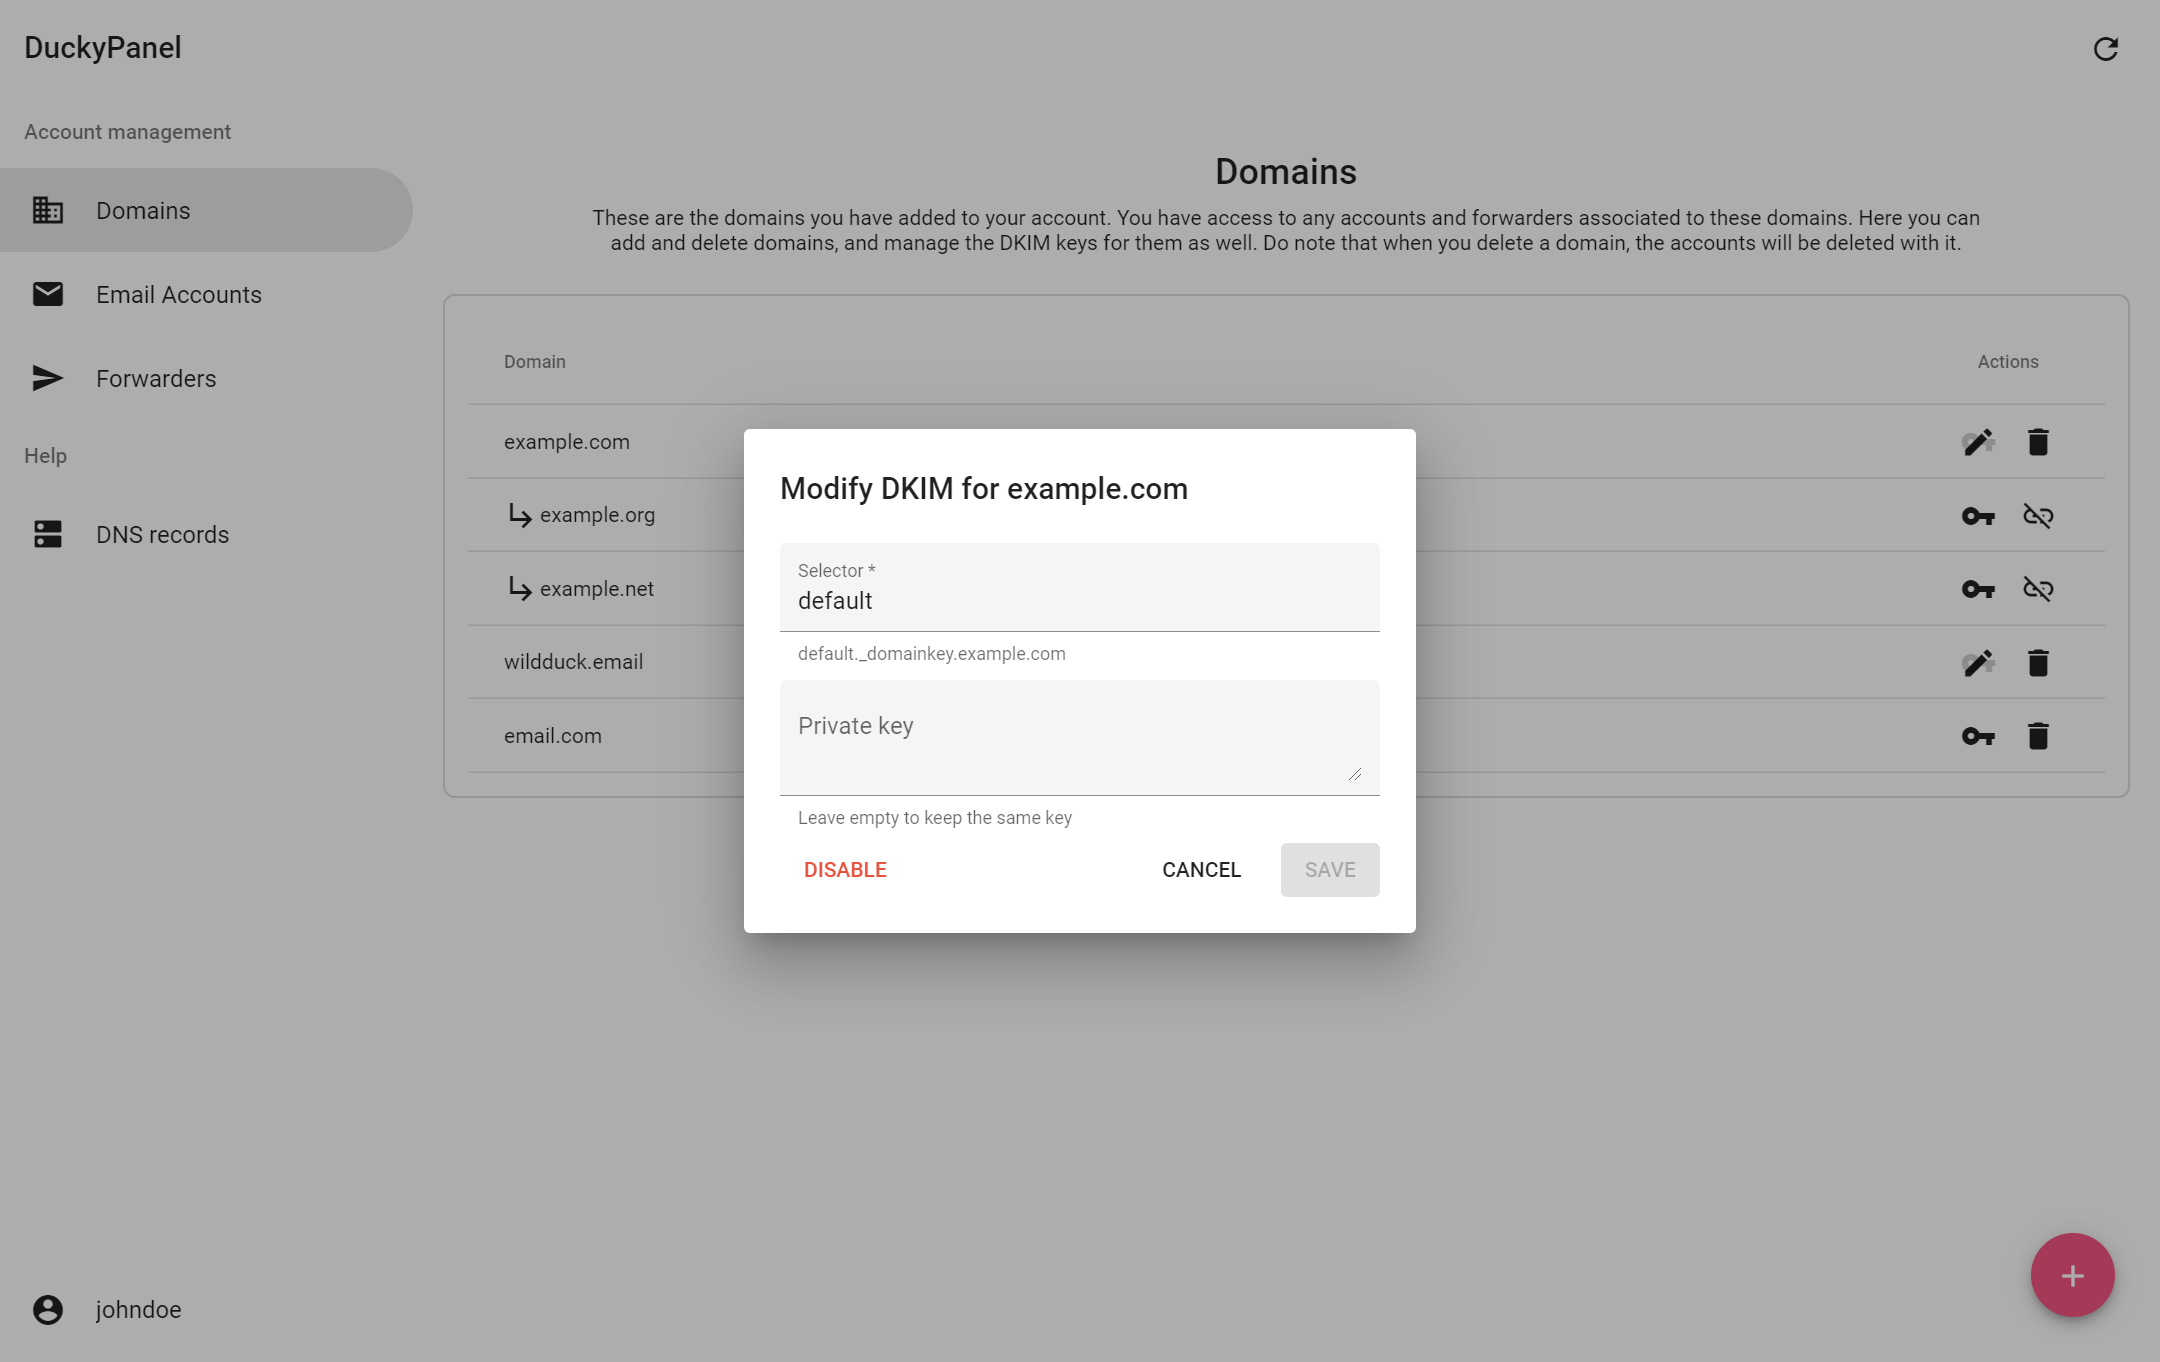 DuckyPanel
Account management
Domains
Email Accounts
Forwarders
Help
DNS records
johndoe
Domains
These are the domains you have added to your account. You have access to any accounts and forwarders associated to these domains. Here you can
add and delete domains, and manage the DKIM keys for them as well. Do note that when you delete a domain, the accounts will be deleted with it.
Domain Actions
example.com
example.org
example.net
wildduck.email
email.com
Modify DKIM for example.com
Selector *
default
default._domainkey.example.com
Private key
Leave empty to keep the same key
DISABLE CANCEL SAVE